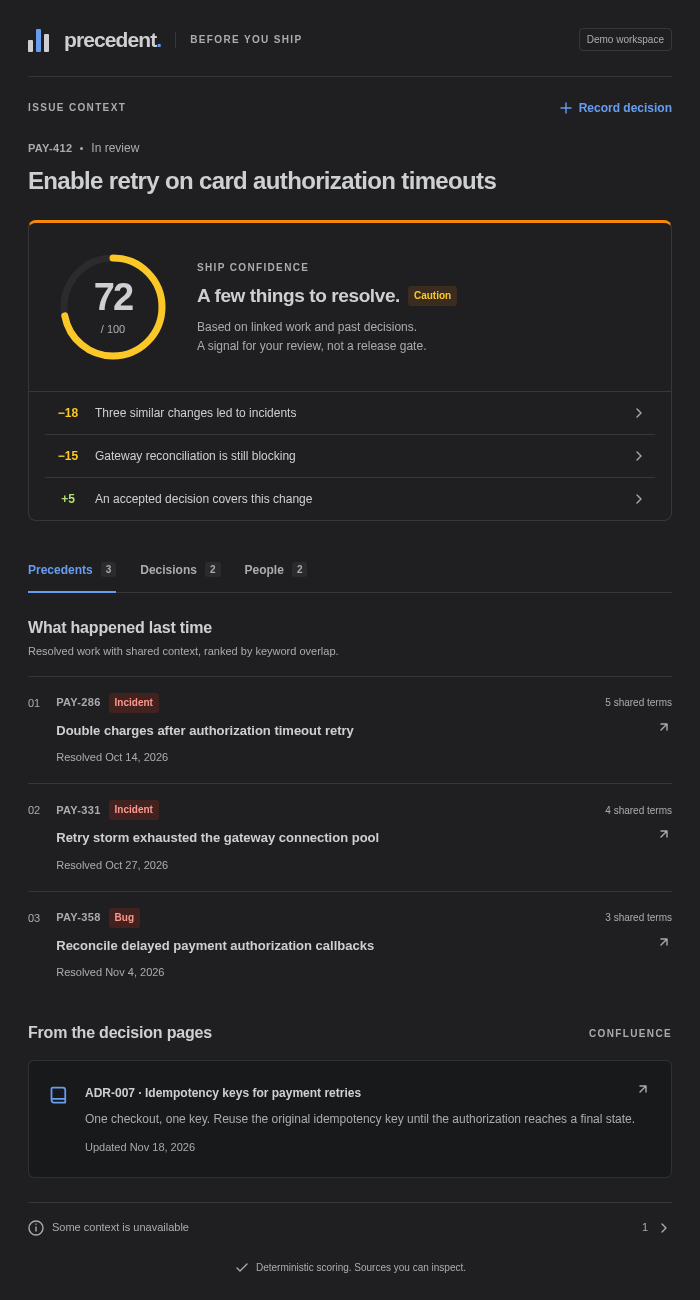 precedent.
BEFORE YOU SHIP
Demo workspace
ISSUE CONTEXT
Record decision
PAY-412 • In review
Enable retry on card authorization timeouts
72
/ 100
SHIP CONFIDENCE
A few things to resolve. Caution
Based on linked work and past decisions.
A signal for your review, not a release gate.
−18 Three similar changes led to incidents
−15 Gateway reconciliation is still blocking
+5 An accepted decision covers this change
Precedents 3 Decisions 2 People 2
What happened last time
Resolved work with shared context, ranked by keyword overlap.
01 PAY-286 Incident 5 shared terms
Double charges after authorization timeout retry
Resolved Oct 14, 2026
02 PAY-331 Incident 4 shared terms
Retry storm exhausted the gateway connection pool
Resolved Oct 27, 2026
03 PAY-358 Bug 3 shared terms
Reconcile delayed payment authorization callbacks
Resolved Nov 4, 2026
From the decision pages CONFLUENCE
ADR-007 · Idempotency keys for payment retries
One checkout, one key. Reuse the original idempotency key until the authorization reaches a final state.
Updated Nov 18, 2026
Some context is unavailable 1
Deterministic scoring. Sources you can inspect.